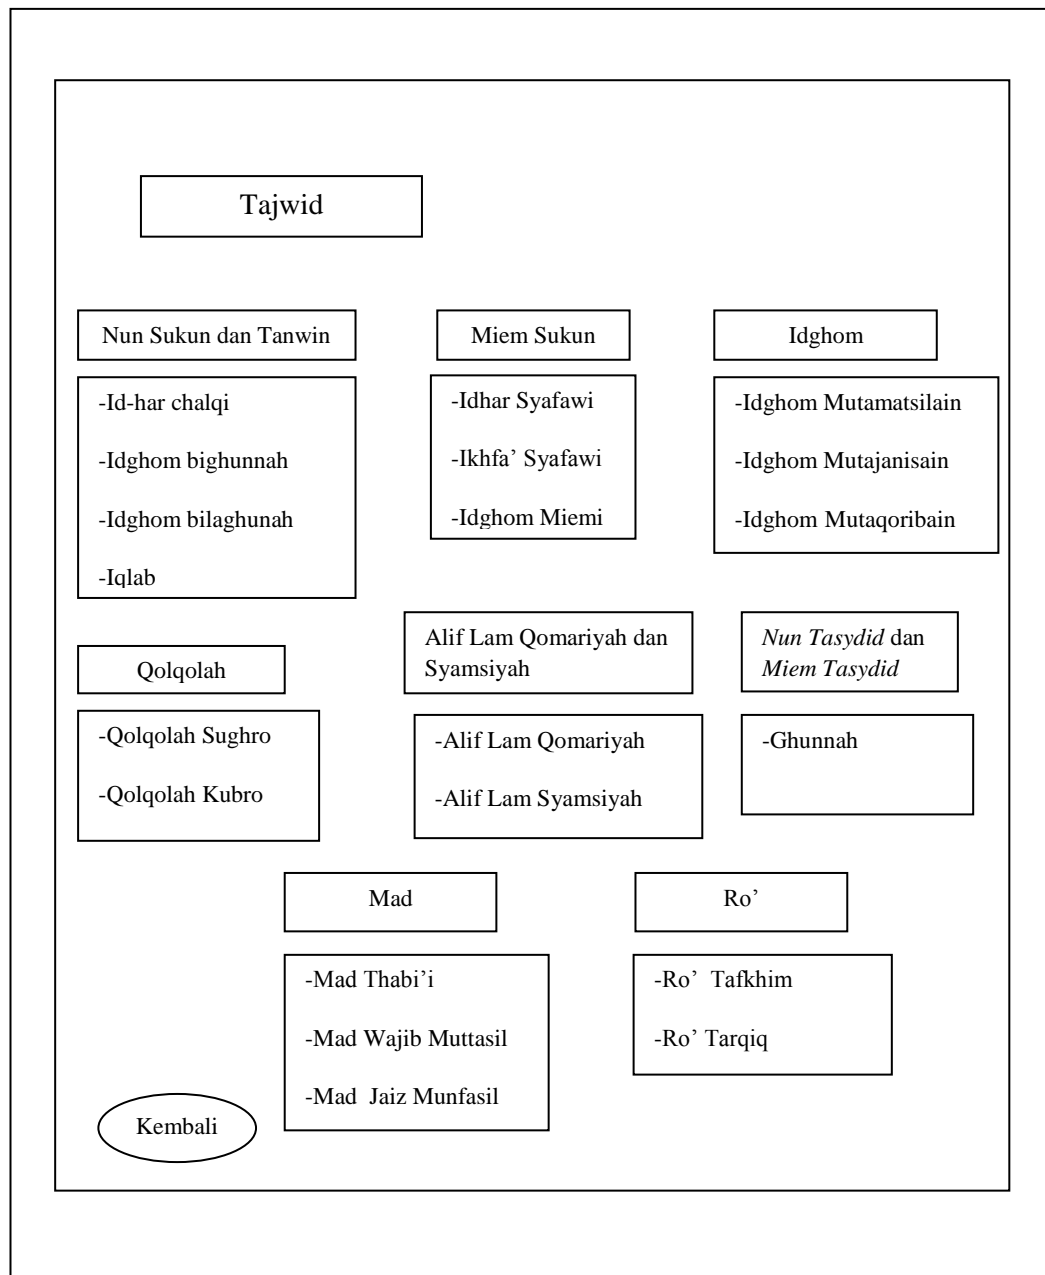 Tajwid
Nun Sukun dan Tanwin
-Id-har chalqi
-Idghom bighunnah
-Idghom bilaghunah
-Iqlab
Miem Sukun
-Idhar Syafawi
-Ikhfa’ Syafawi
-Idghom Miemi
Idghom
-Idghom Mutamatsilain
-Idghom Mutajanisain
-Idghom Mutaqoribain
Qolqolah
-Qolqolah Sughro
-Qolqolah Kubro
Alif Lam Qomariyah dan
Syamsiyah
-Alif Lam Qomariyah
-Alif Lam Syamsiyah
Nun Tasydid dan
Miem Tasydid
-Ghunnah
Mad
-Mad Thabi’i
-Mad Wajib Muttasil
-Mad Jaiz Munfasil
Ro’
-Ro’ Tafkhim
-Ro’ Tarqiq
Kembali